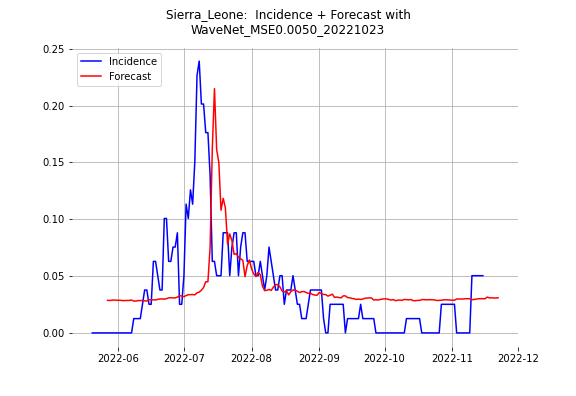 Sierra_Leone:  Incidence + Forecast with
WaveNet_MSE0.0050_20221023
0.25
Incidence
Forecast
0.20
0.15
0.10
0.05
0.00
2022-06 2022-07 2022-08 2022-09 2022-10 2022-11 2022-12